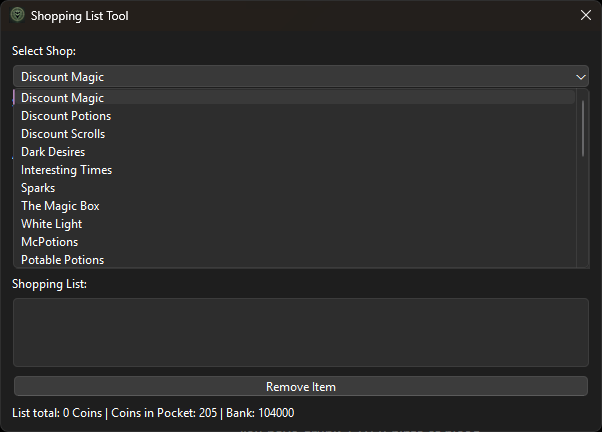 Shopping List Tool
Select Shop:
Discount Magic
Discount Magic
Discount Potions
Discount Scrolls
Dark Desires
Interesting Times
Sparks
The Magic Box
White Light
McPotions
Potable Potions
Shopping List:
Remove Item
List total: 0 Coins | Coins in Pocket: 205 | Bank: 104000